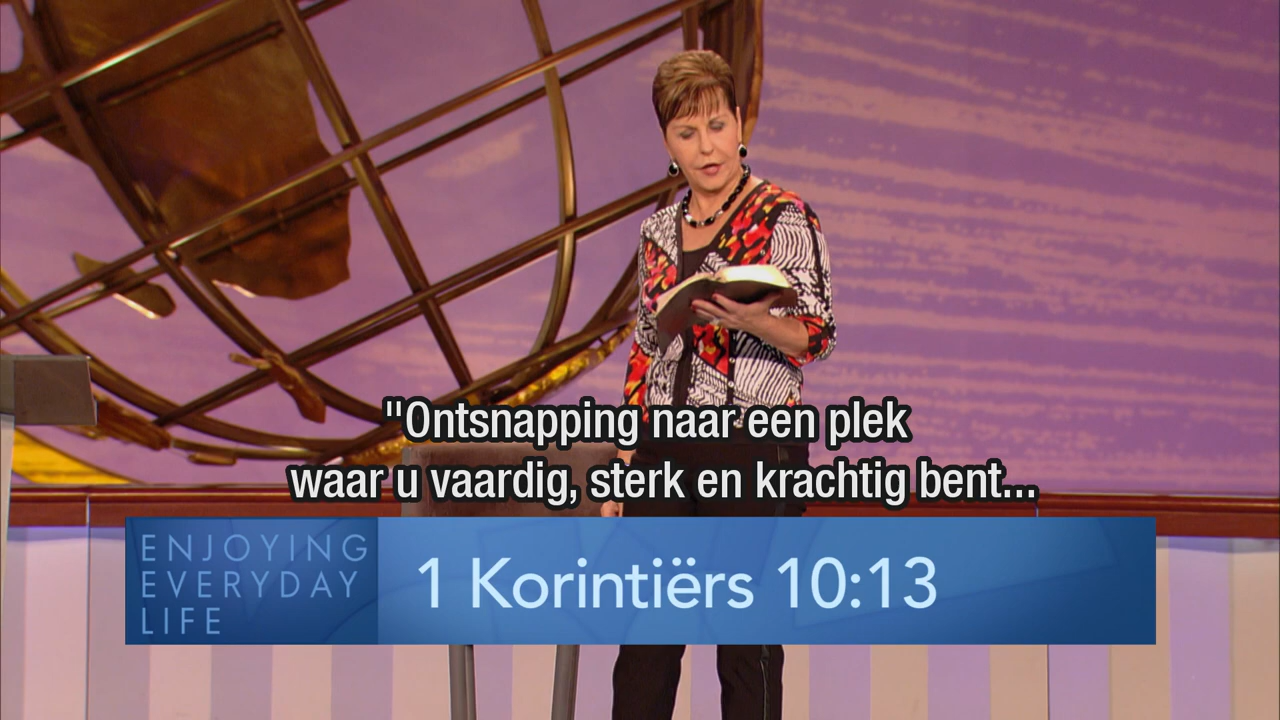 "Ontsnapping naar een plek
waar u vaardig, sterk en krachtig bent...
ENJOYING
EVERYDAY
LIFE
1 Korintiërs 10:13